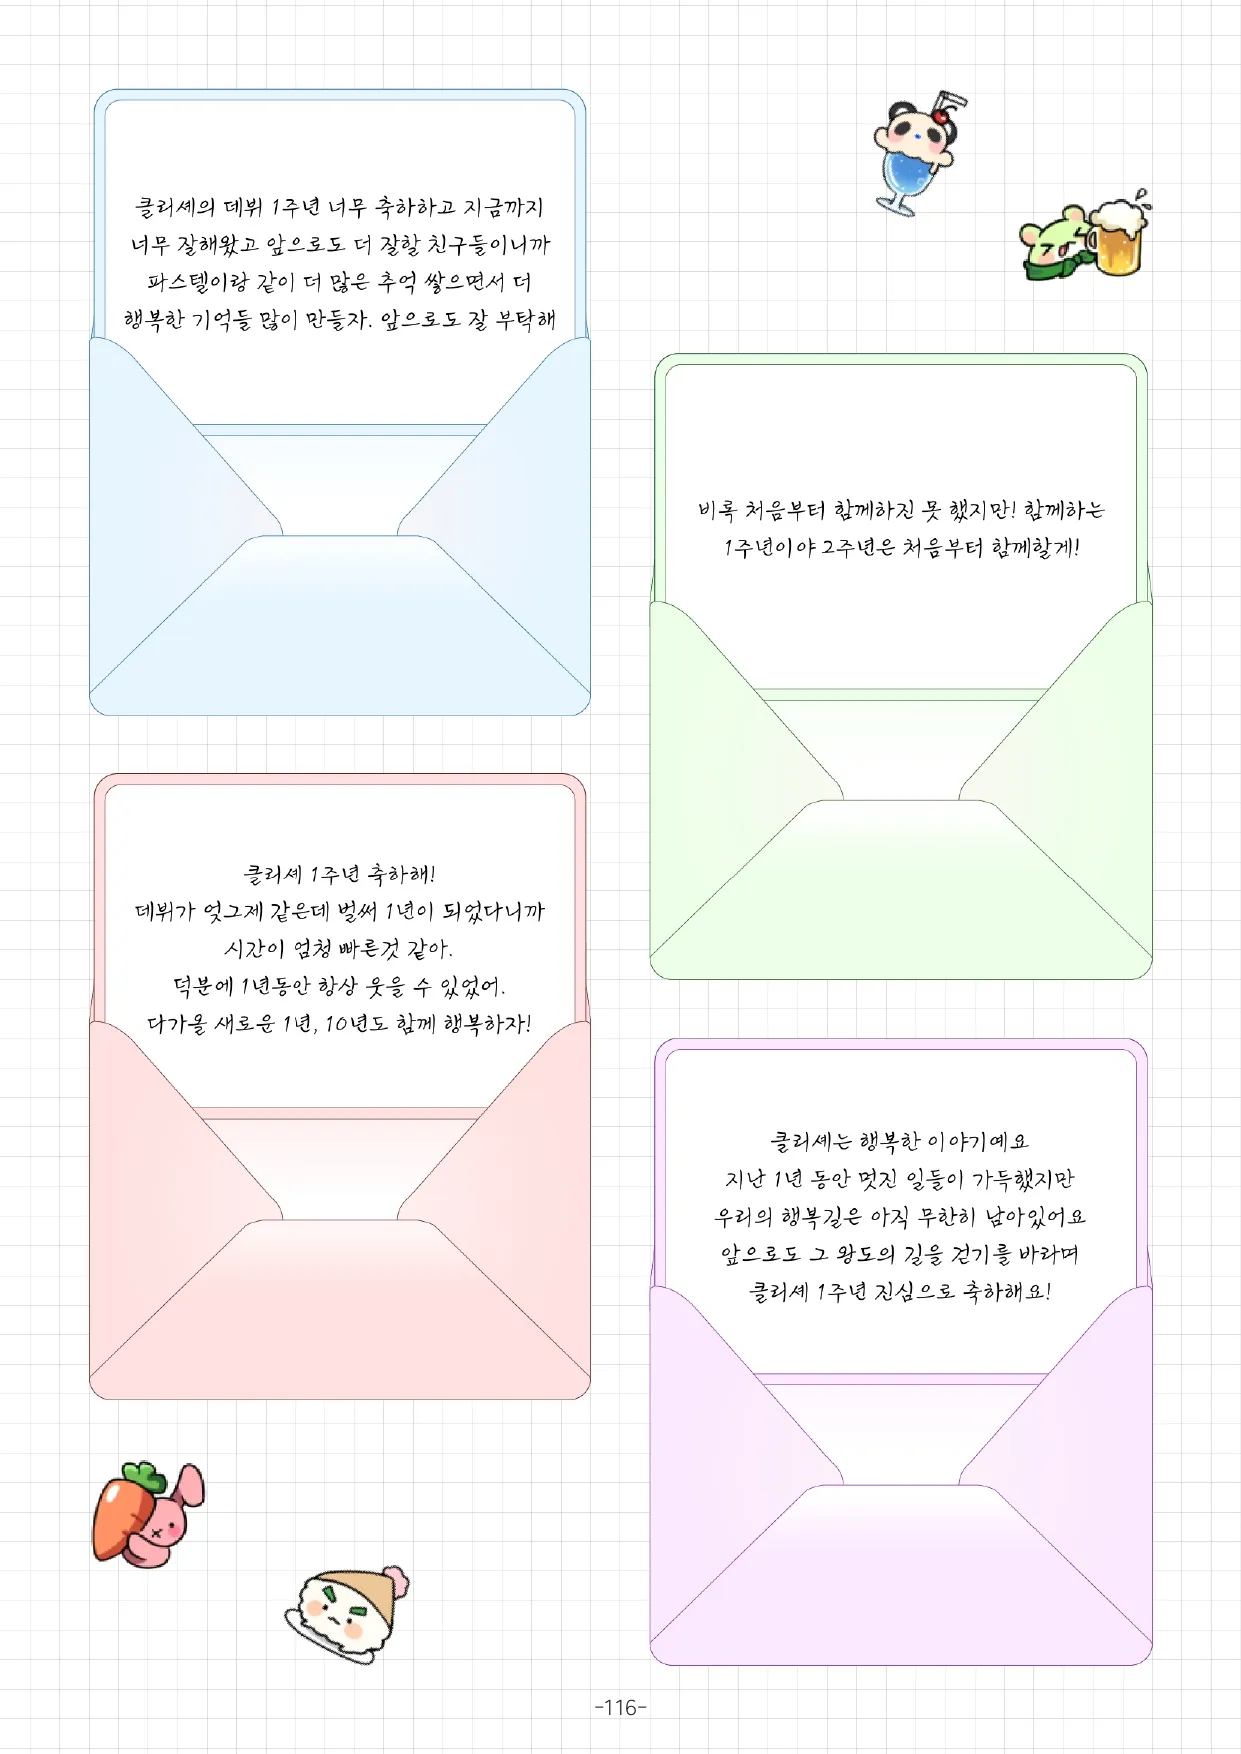 클리셰의 데뷔 1주년 너무 축하하고 지금까지
너무 잘해왔고 앞으로도 더 잘할 친구들이니까
파스텔이랑 같이 더 많은 추억 쌓으면서 더
행복한 기억들 많이 만들자. 앞으로도 잘 부탁해
비록 처음부터 함께하진 못 했지만! 함께하는
1주년이야 2주년은 처음부터 함께할게!
클리셰 1주년 축하해!
데뷔가 엊그제 같은데 벌써 1년이 되었다니까
시간이 엄청 빠른것 같아.
덕분에 1년동안 항상 웃을 수 있었어.
다가올 새로운 1년, 10년도 함께 행복하자!
클리셰는 행복한 이야기예요
지난 1년 동안 멋진 일들이 가득했지만
우리의 행복길은 아직 무한히 남아있어요
앞으로도 그 왕도의 길을 걷기를 바라며
클리셰 1주년 진심으로 축하해요!
-116-